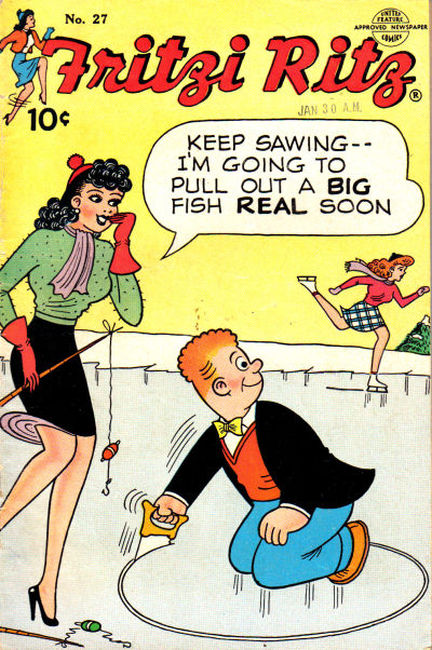 No. 27
UNITED
FEATURE
APPROVED NEWSPAPER
COMICS
Fritzi Ritz®
10¢
JAN 30 A.M.
KEEP SAWING--
I'M GOING TO
PULL OUT A BIG
FISH REAL SOON